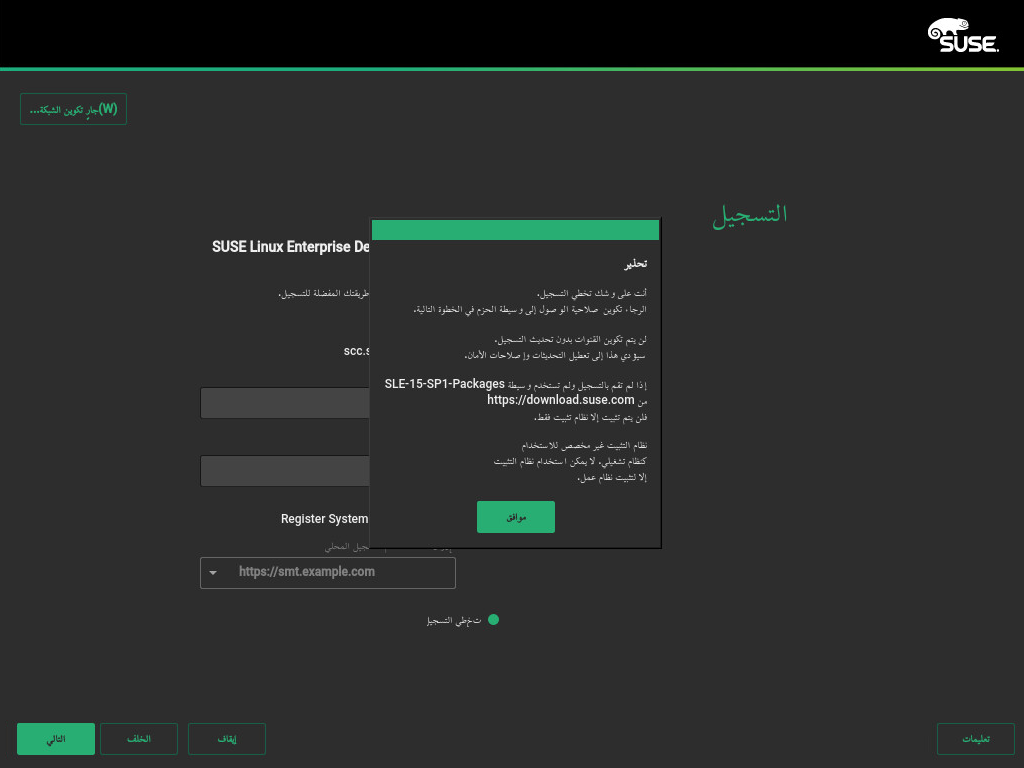 SUSE
جارٍ تكوين الشبكة(W)...
التسجيل
SUSE Linux Enterprise De
طريقتك المفضلة للتسجيل.
scc.s
Register System
جيل المحلي
https://smt.example.com
تخطي التسجيل
تحذير
أنت على وشك تخطي التسجيل.
الرجاء تكوين صلاحية الوصول إلى وسيطة الحزم في الخطوة التالية.
لن يتم تكوين القنوات بدون تحديث التسجيل.
سيؤدي هذا إلى تعطيل التحديثات وإصلاحات الأمان.
إذا لم تقم بالتسجيل ولم تستخدم وسيطة SLE-15-SP1-Packages
من https://download.suse.com
فلن يتم تثبيت إلا نظام تثبيت فقط.
نظام التثبيت غير مخصص للاستخدام
كنظام تشغيلي. لا يمكن استخدام نظام التثبيت
إلا لتثبيت نظام عمل.
موافق
تعليمات
إيقاف
الخلف
التالي